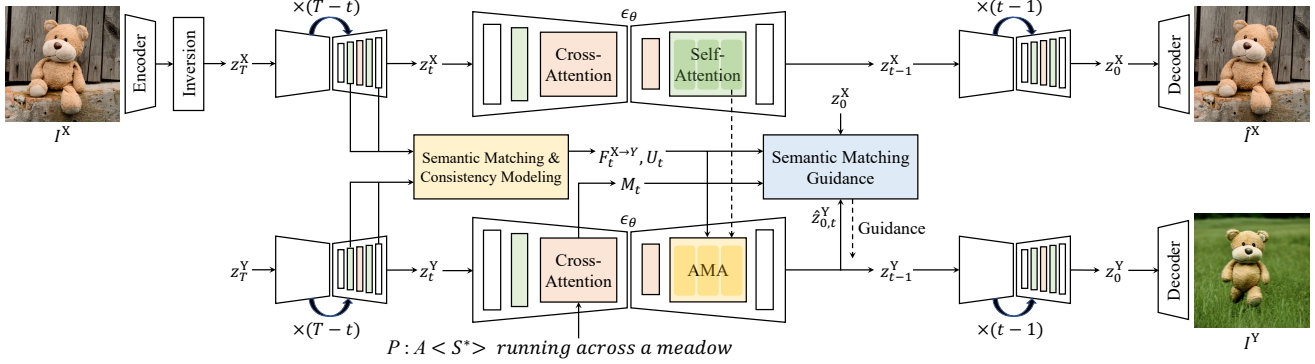 ×(T − t)
ϵ_θ
×(t − 1)
Encoder
Inversion
z_T^X
z_t^X
Cross-Attention
Self-Attention
z_{t−1}^X
z_0^X
Decoder
I^X
Î^X
z_0^X
Semantic Matching &
Consistency Modeling
F_t^{X→Y}, U_t
M_t
Semantic Matching
Guidance
ẑ_{0,t}^Y
Guidance
ϵ_θ
z_T^Y
z_t^Y
Cross-
Attention
AMA
z_{t−1}^Y
z_0^Y
Decoder
×(T − t)
×(t − 1)
P : A < S* > running across a meadow
I^Y